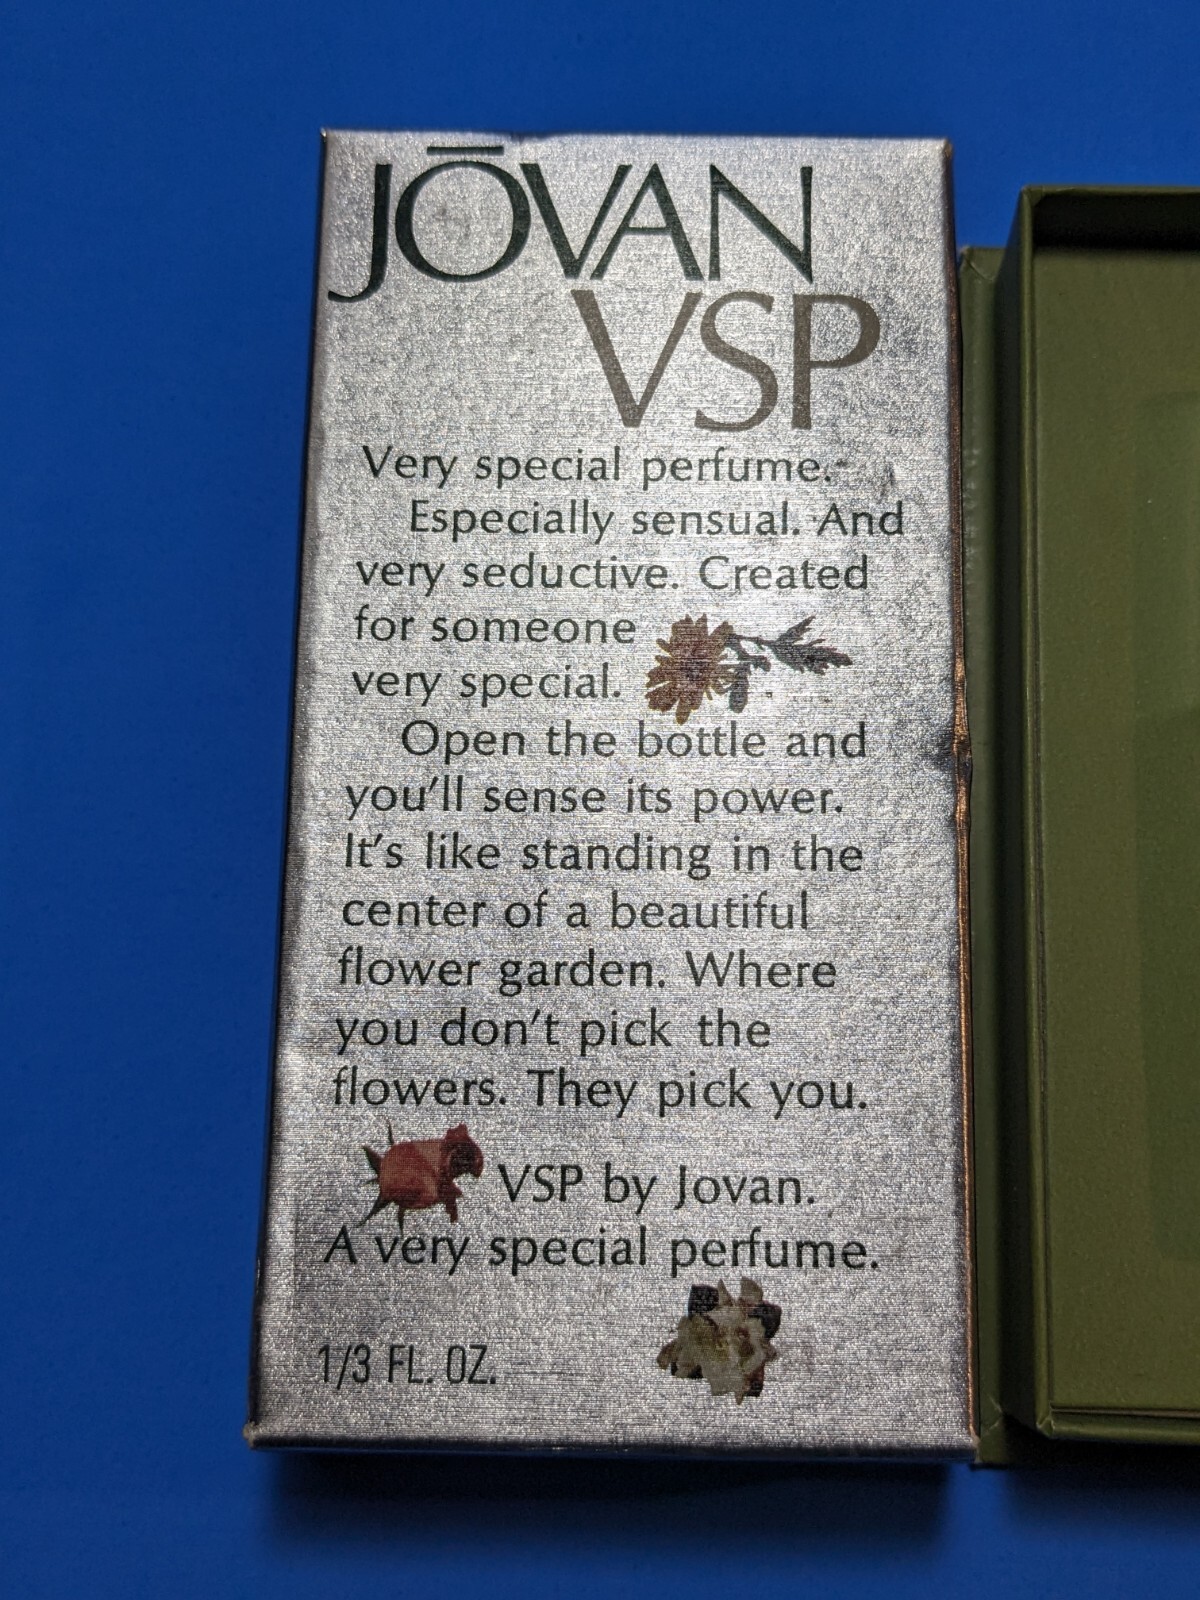 JŌVAN
VSP
Very special perfume.
Especially sensual. And
very seductive. Created
for someone
very special.
Open the bottle and
you'll sense its power.
It's like standing in the
center of a beautiful
flower garden. Where
you don't pick the
flowers. They pick you.
VSP by Jovan.
A very special perfume.
1/3 FL. OZ.